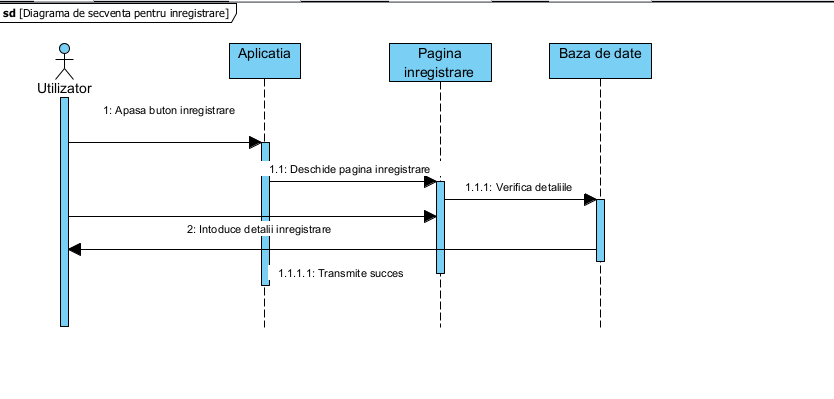 sd [Diagrama de secventa pentru inregistrare]
Utilizator
Aplicatia
Pagina
inregistrare
Baza de date
1: Apasa buton inregistrare
1.1: Deschide pagina inregistrare
1.1.1: Verifica detaliile
2: Intoduce detalii inregistrare
1.1.1.1: Transmite succes